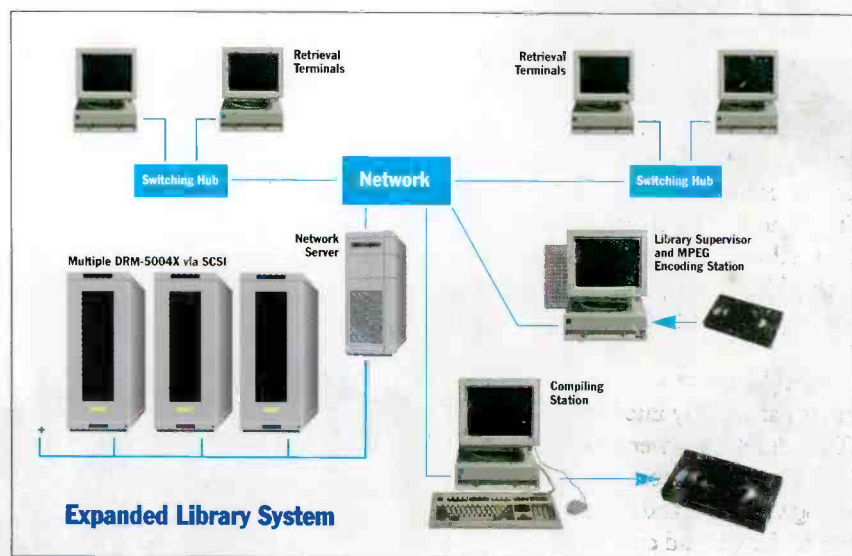 Retrieval
Terminals
Retrieval
Terminals
Switching Hub
Network
Switching Hub
Network
Server
Multiple DRM-5004X via SCSI
Library Supervisor
and MPEG
Encoding Station
Compiling
Station
+
Expanded Library System